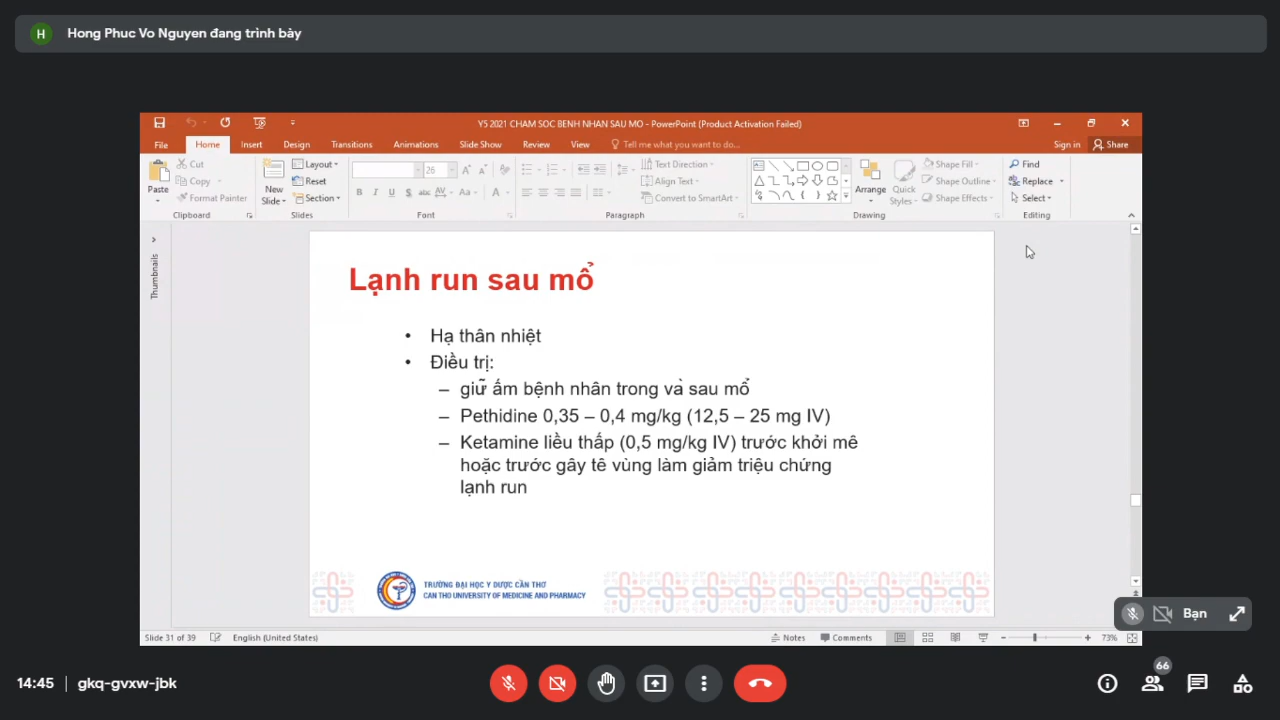 H Hong Phuc Vo Nguyen đang trình bày
Y5 2021 CHAM SOC BENH NHAN SAU MO - PowerPoint (Product Activation Failed)
File Home Insert Design Transitions Animations Slide Show Review View Tell me what you want to do... Sign in Share
Paste
Cut
Copy
Format Painter
Clipboard
New Slide
Layout
Reset
Section
Slides
26
Font
Text Direction
Align Text
Convert to SmartArt
Paragraph
Arrange
Quick Styles
Shape Fill
Shape Outline
Shape Effects
Drawing
Find
Replace
Select
Editing
Thumbnails
Lạnh run sau mổ
• Hạ thân nhiệt
• Điều trị:
– giữ ấm bệnh nhân trong và sau mổ
– Pethidine 0,35 – 0,4 mg/kg (12,5 – 25 mg IV)
– Ketamine liều thấp (0,5 mg/kg IV) trước khởi mê
hoặc trước gây tê vùng làm giảm triệu chứng
lạnh run
TRƯỜNG ĐẠI HỌC Y DƯỢC CẦN THƠ
CAN THO UNIVERSITY OF MEDICINE AND PHARMACY
Bạn
Slide 31 of 39 English (United States) Notes Comments 73%
66
14:45 | gkq-gvxw-jbk